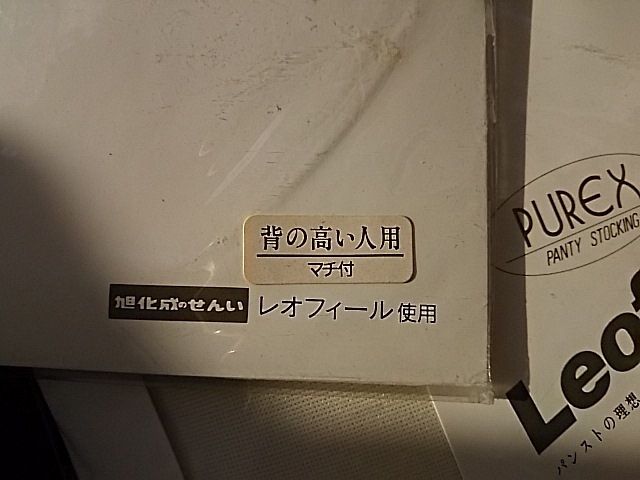 背の高い人用
マチ付
旭化成のせんい レオフィール使用
PUREX
PANTY STOCKING
Leof
パンストの理想